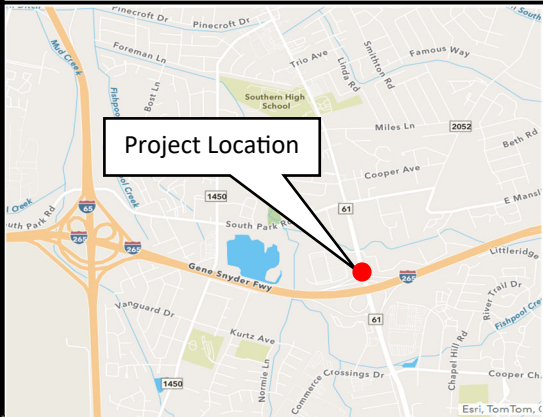 Pinecroft Dr
Pinecroft Dr
South
Mud Creek
Foreman Ln
Trio Ave
Linda Rd
Smithton Rd
Famous Way
Fishpool Creek
Bost Ln
Southern High
School
Miles Ln
2052
Beth Rd
Project Location
Cooper Ave
1450
E Mansl
65
61
South Park Rd
uth Park Rd
265
265
Gene Snyder Fwy
265
Littleridge
Vanguard Dr
61
River Trail Dr
Fishpool Cre
Kurtz Ave
Normie Ln
Commerce Crossings Dr
Chapel Hill Rd
Cooper Ch
1450
Esri, TomTom,